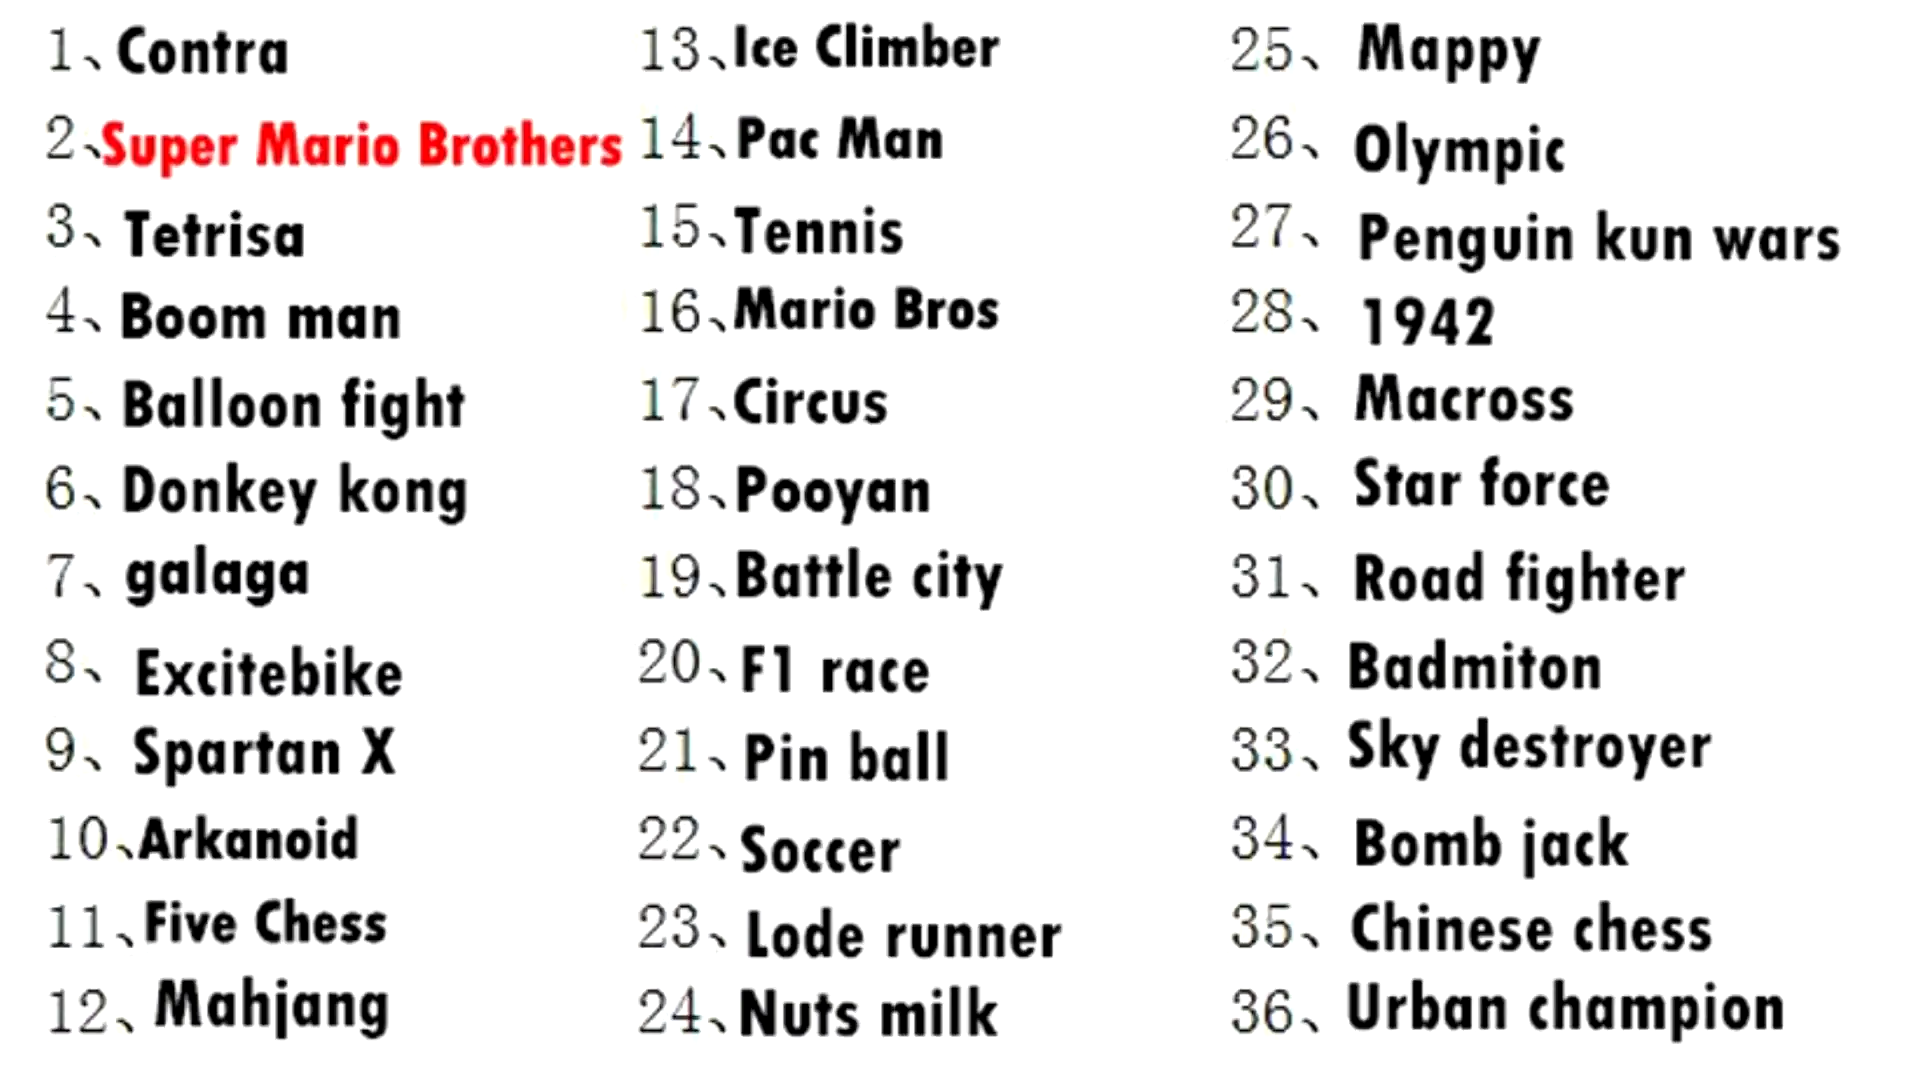 1、Contra
2、Super Mario Brothers
3、Tetrisa
4、Boom man
5、Balloon fight
6、Donkey kong
7、galaga
8、Excitebike
9、Spartan X
10、Arkanoid
11、Five Chess
12、Mahjang
13、Ice Climber
14、Pac Man
15、Tennis
16、Mario Bros
17、Circus
18、Pooyan
19、Battle city
20、F1 race
21、Pin ball
22、Soccer
23、Lode runner
24、Nuts milk
25、Mappy
26、Olympic
27、Penguin kun wars
28、1942
29、Macross
30、Star force
31、Road fighter
32、Badmiton
33、Sky destroyer
34、Bomb jack
35、Chinese chess
36、Urban champion